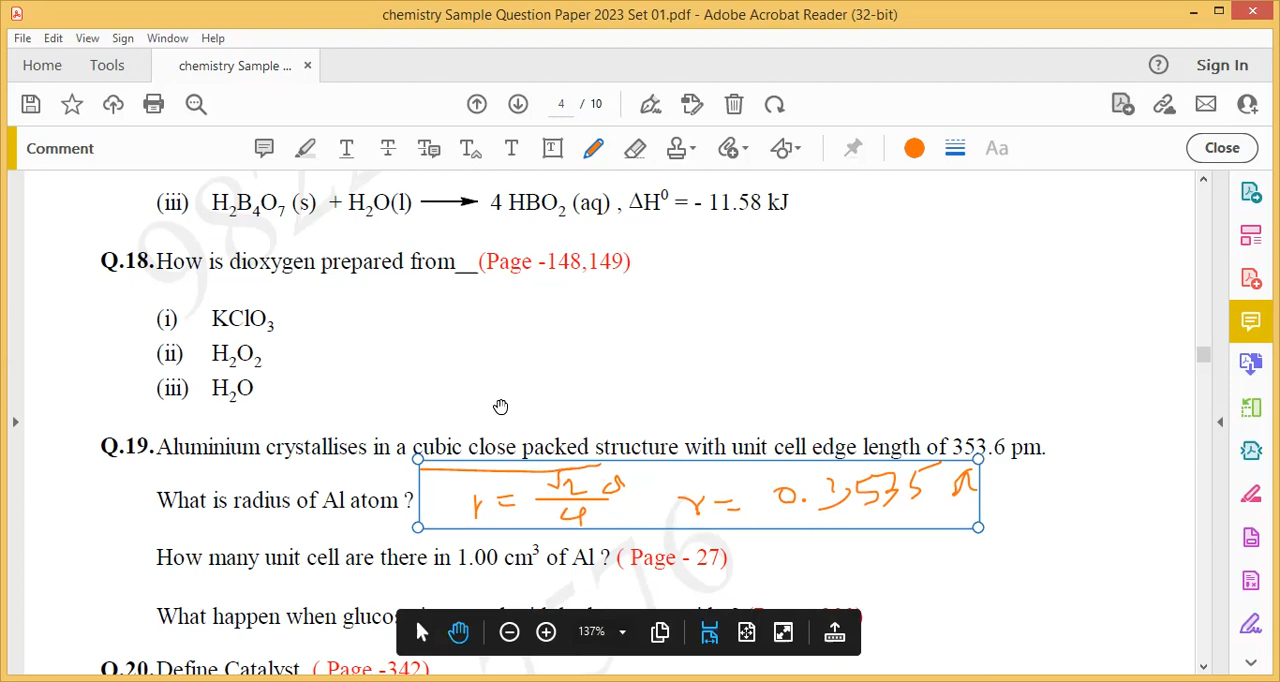 chemistry Sample Question Paper 2023 Set 01.pdf - Adobe Acrobat Reader (32-bit)
File Edit View Sign Window Help
Home Tools chemistry Sample ... × Sign In
4 / 10
Comment Aa Close
(iii) H₂B₄O₇ (s) + H₂O(l) ⟶ 4 HBO₂ (aq) , ΔH⁰ = - 11.58 kJ
Q.18. How is dioxygen prepared from__(Page -148,149)
(i) KClO₃
(ii) H₂O₂
(iii) H₂O
Q.19. Aluminium crystallises in a cubic close packed structure with unit cell edge length of 353.6 pm.
What is radius of Al atom ? r = √2 a / 4 r = 0.3535
How many unit cell are there in 1.00 cm³ of Al ? ( Page - 27)
What happen when
137%
Q.20. Define Catalyst. ( Page -342)